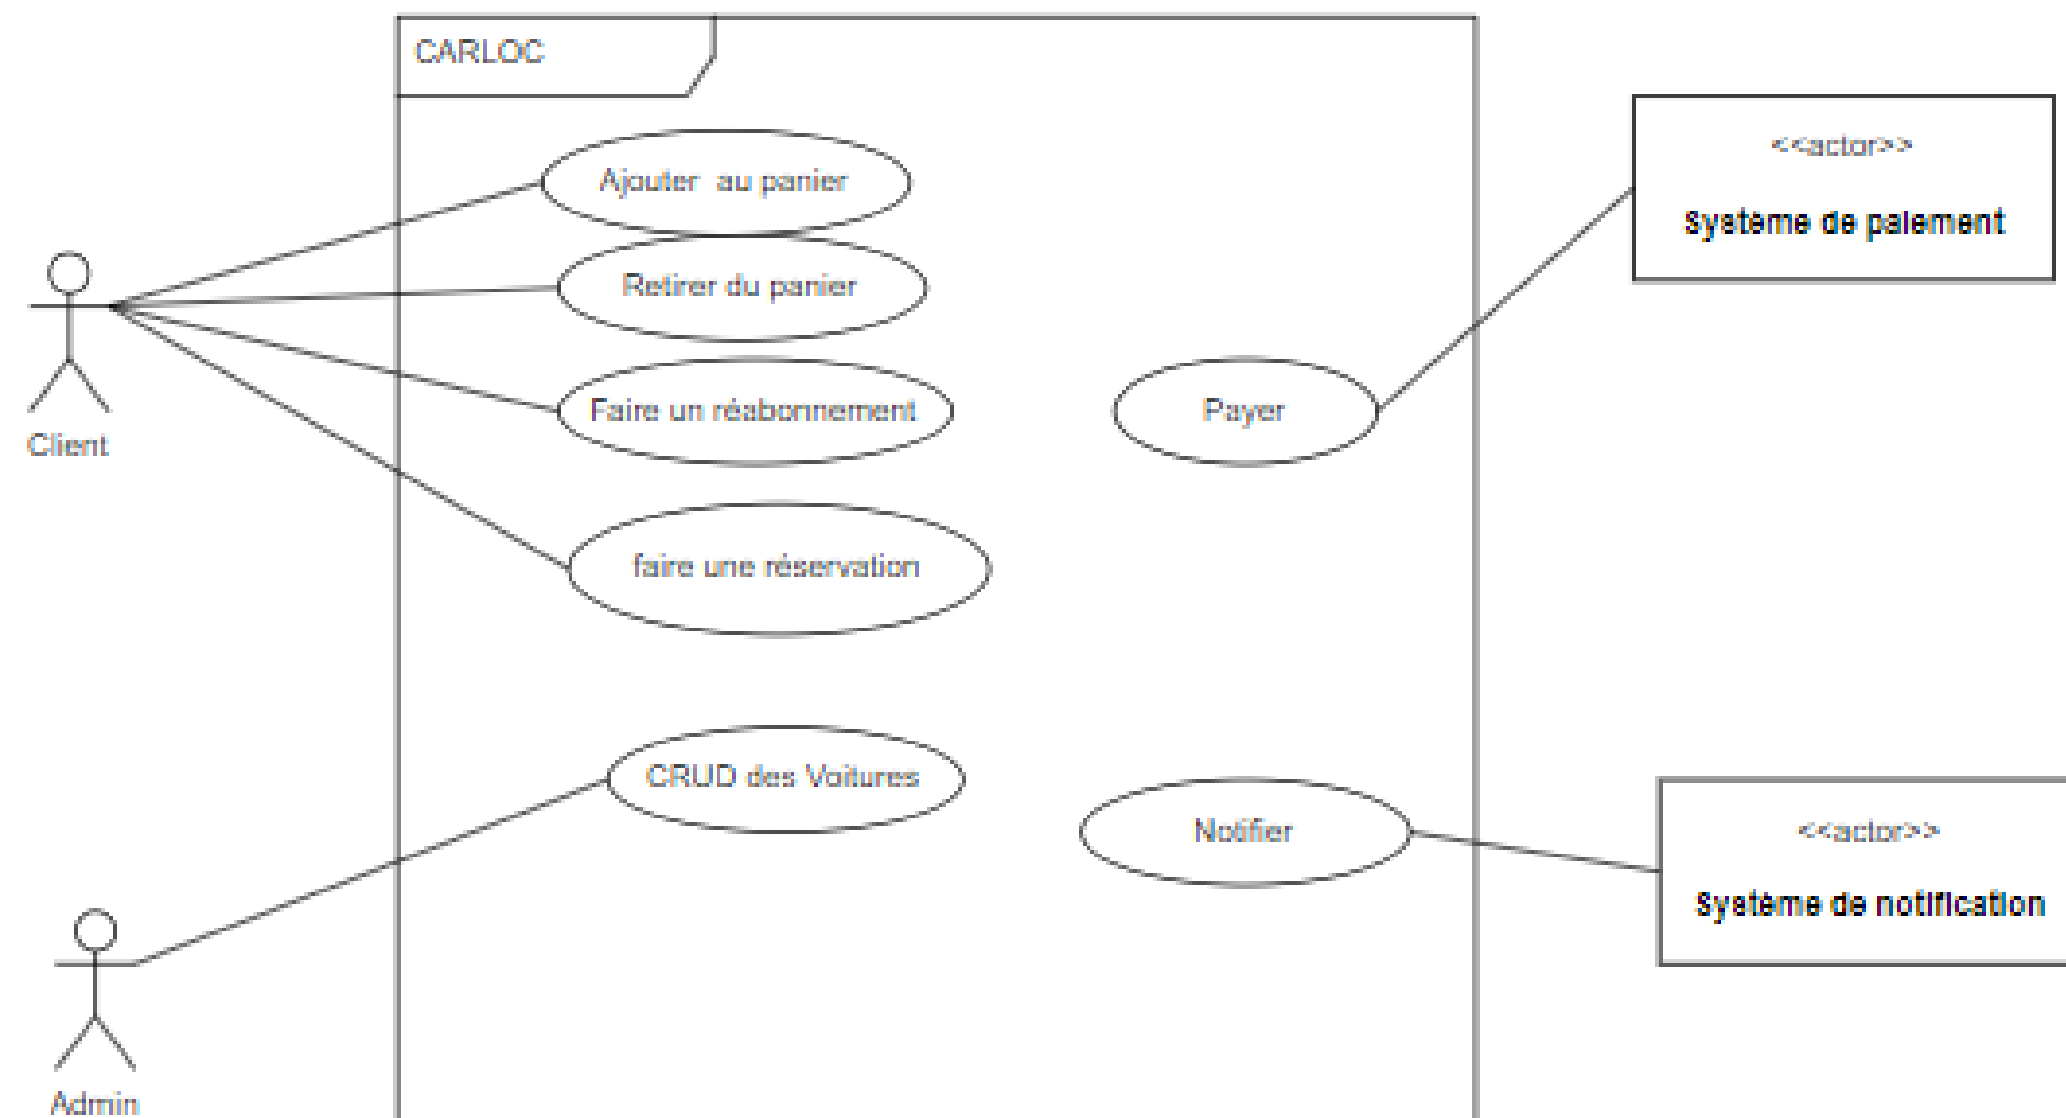 CARLOC
Ajouter au panier
<<actor>>
Système de paiement
Retirer du panier
Faire un réabonnement
Payer
Client
faire une réservation
CRUD des Voitures
Notifier
<<actor>>
Système de notification
Admin